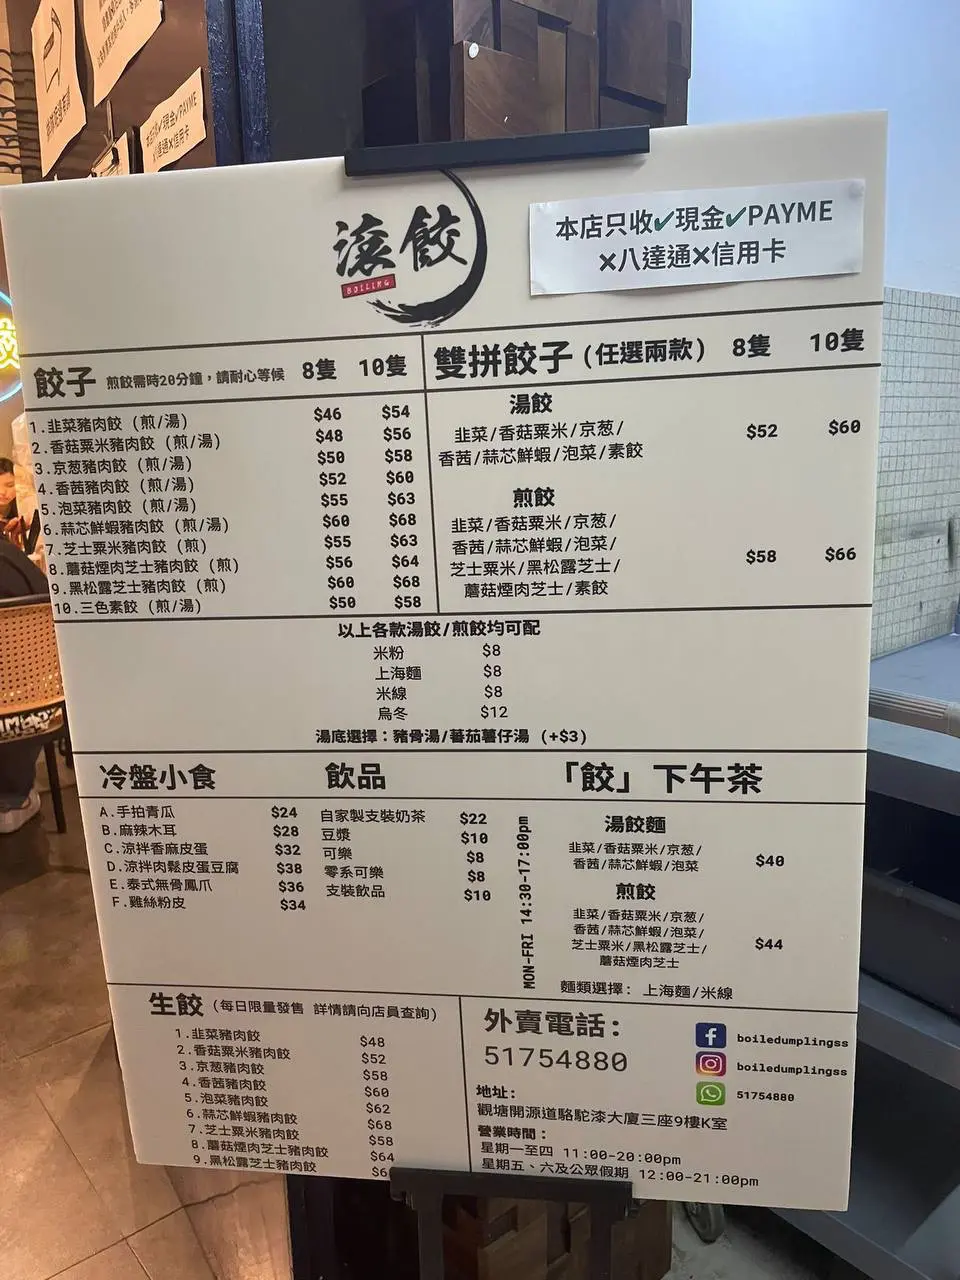 本店只收✓現金✓PAYME
✕八達通✕信用卡
滾餃
BOILING
本店只收✔現金✔PAYME
✖八達通✖信用卡
餃子 煎餃需時20分鐘，請耐心等候 8隻 10隻
1.韭菜豬肉餃 (煎/湯) $46 $54
2.香菇粟米豬肉餃 (煎/湯) $48 $56
3.京葱豬肉餃 (煎/湯) $50 $58
4.香茜豬肉餃 (煎/湯) $52 $60
5.泡菜豬肉餃 (煎/湯) $55 $63
6.蒜芯鮮蝦豬肉餃 (煎/湯) $60 $68
7.芝士粟米豬肉餃 (煎) $55 $63
8.蘑菇煙肉芝士豬肉餃 (煎) $56 $64
9.黑松露芝士豬肉餃 (煎) $60 $68
10.三色素餃 (煎/湯) $50 $58
雙拼餃子 (任選兩款) 8隻 10隻
湯餃
韭菜/香菇粟米/京葱/
香茜/蒜芯鮮蝦/泡菜/素餃 $52 $60
煎餃
韭菜/香菇粟米/京葱/
香茜/蒜芯鮮蝦/泡菜/
芝士粟米/黑松露芝士/ $58 $66
蘑菇煙肉芝士/素餃
以上各款湯餃/煎餃均可配
米粉 $8
上海麵 $8
米線 $8
烏冬 $12
湯底選擇：豬骨湯/蕃茄薯仔湯 (+$3)
冷盤小食
A.手拍青瓜 $24
B.麻辣木耳 $28
C.涼拌香麻皮蛋 $32
D.涼拌肉鬆皮蛋豆腐 $38
E.泰式無骨鳳爪 $36
F.雞絲粉皮 $34
飲品
自家製支裝奶茶 $22
豆漿 $10
可樂 $8
零系可樂 $8
支裝飲品 $10
「餃」下午茶
MON-FRI 14:30-17:00pm
湯餃麵
韭菜/香菇粟米/京葱/
香茜/蒜芯鮮蝦/泡菜 $40
煎餃
韭菜/香菇粟米/京葱/
香茜/蒜芯鮮蝦/泡菜/
芝士粟米/黑松露芝士/ $44
蘑菇煙肉芝士
麵類選擇: 上海麵/米線
生餃 (每日限量發售 詳情請向店員查詢)
1.韭菜豬肉餃 $48
2.香菇粟米豬肉餃 $52
3.京葱豬肉餃 $58
4.香茜豬肉餃 $60
5.泡菜豬肉餃 $62
6.蒜芯鮮蝦豬肉餃 $68
7.芝士粟米豬肉餃 $58
8.蘑菇煙肉芝士豬肉餃 $64
9.黑松露芝士豬肉餃
外賣電話:
51754880
boiledumplingss
boiledumplingss
51754880
地址:
觀塘開源道駱駝漆大廈三座9樓K室
營業時間:
星期一至四 11:00-20:00pm
星期五、六及公眾假期 12:00-21:00pm